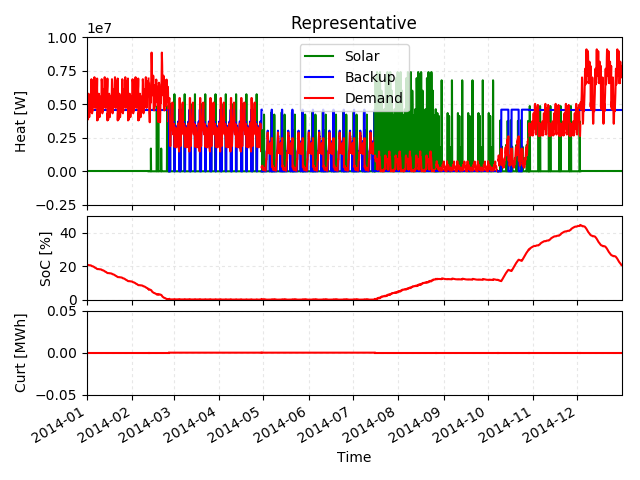 Representative
1e7
1.00
0.75
0.50
0.25
0.00
−0.25
Heat [W]
Solar
Backup
Demand
40
20
0
SoC [%]
0.05
0.00
−0.05
Curt [MWh]
2014-01
2014-02
2014-03
2014-04
2014-05
2014-06
2014-07
2014-08
2014-09
2014-10
2014-11
2014-12
Time